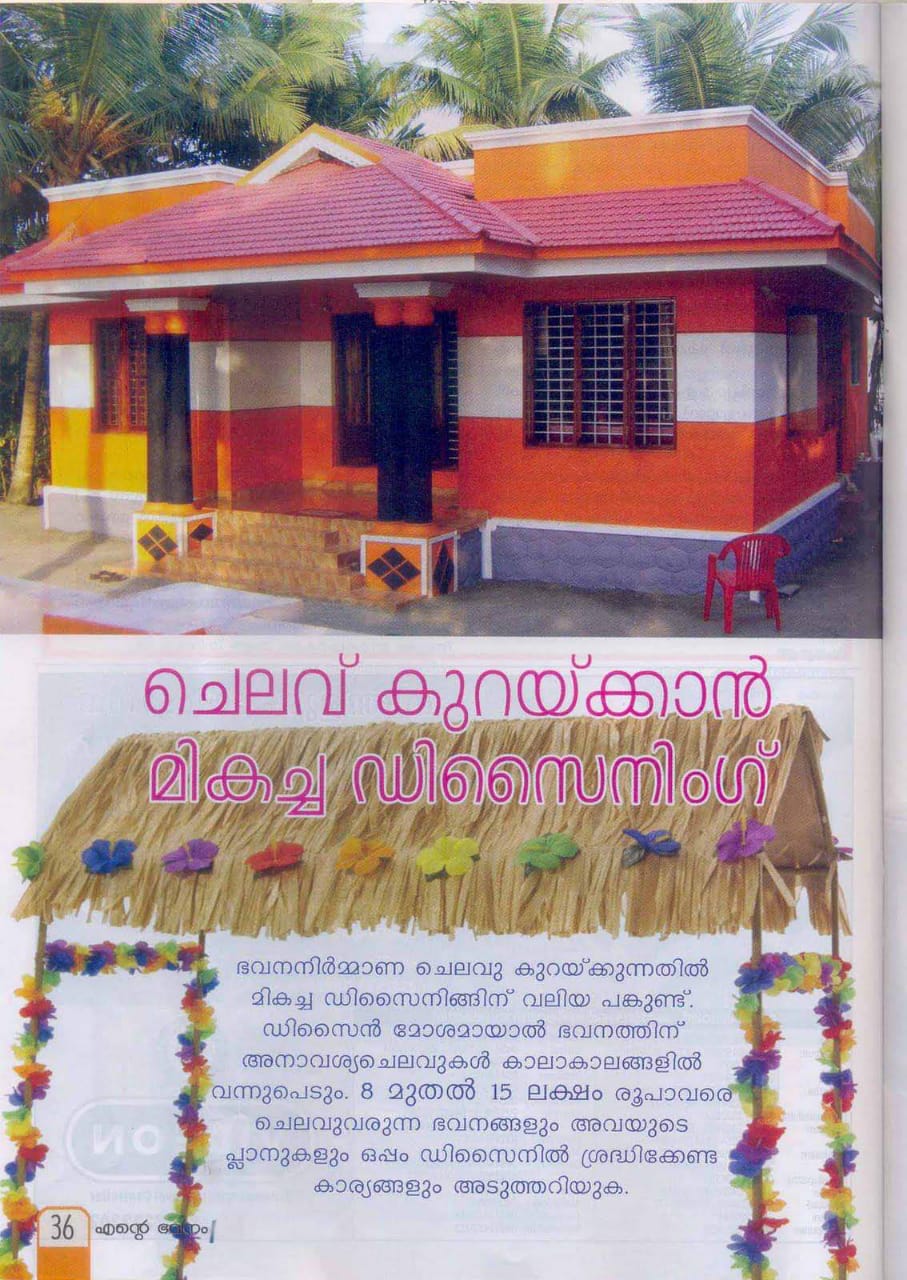 ചെലവ് കുറയ്ക്കാൻ
മികച്ച ഡിസൈനിംഗ്
ഭവനനിർമ്മാണ ചെലവു കുറയ്ക്കുന്നതിൽ
മികച്ച ഡിസൈനിങ്ങിന് വലിയ പങ്കുണ്ട്.
ഡിസൈൻ മോശമായാൽ ഭവനത്തിന്
അനാവശ്യചെലവുകൾ കാലാകാലങ്ങളിൽ
വന്നുപെടും. 8 മുതൽ 15 ലക്ഷം രൂപാവരെ
ചെലവുവരുന്ന ഭവനങ്ങളും അവയുടെ
പ്ലാനുകളും ഒപ്പം ഡിസൈനിൽ ശ്രദ്ധിക്കേണ്ട
കാര്യങ്ങളും അടുത്തറിയുക.
36 എന്റെ ഭവനം